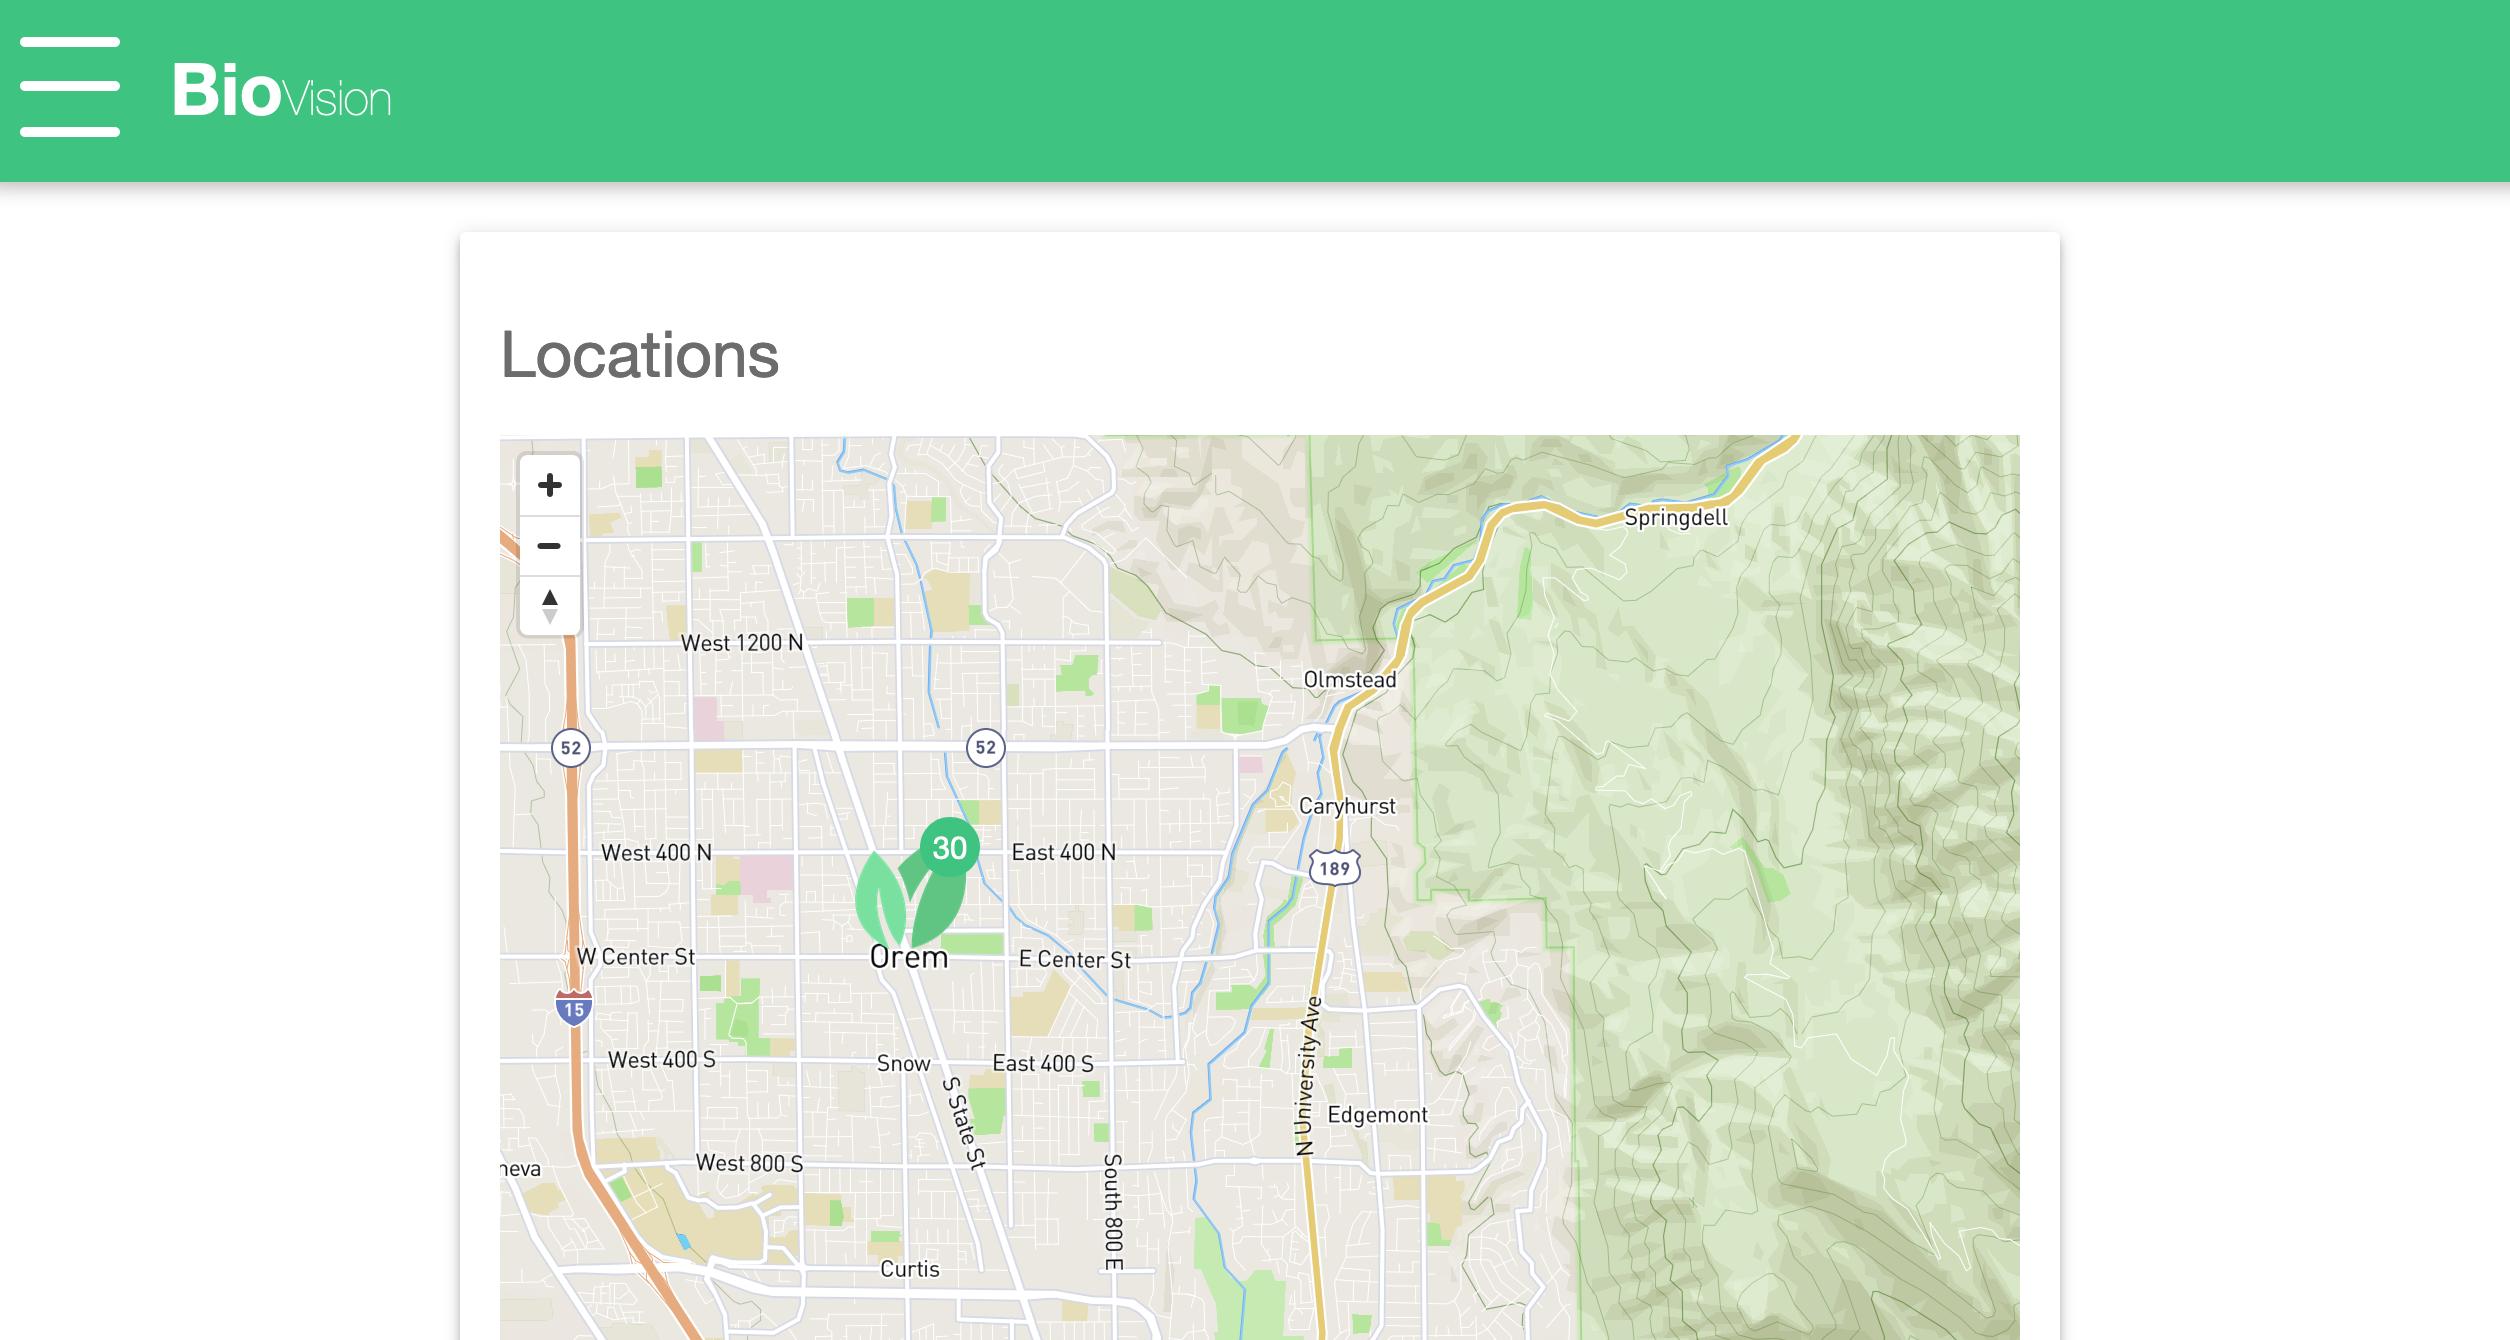 BioVision
Locations
Springdell
West 1200 N
Olmstead
52
52
Caryhurst
30
West 400 N
East 400 N
189
Orem
W Center St
E Center St
15
N University Ave
West 400 S
Snow
East 400 S
S State St
Edgemont
neva
West 800 S
South 800 E
Curtis